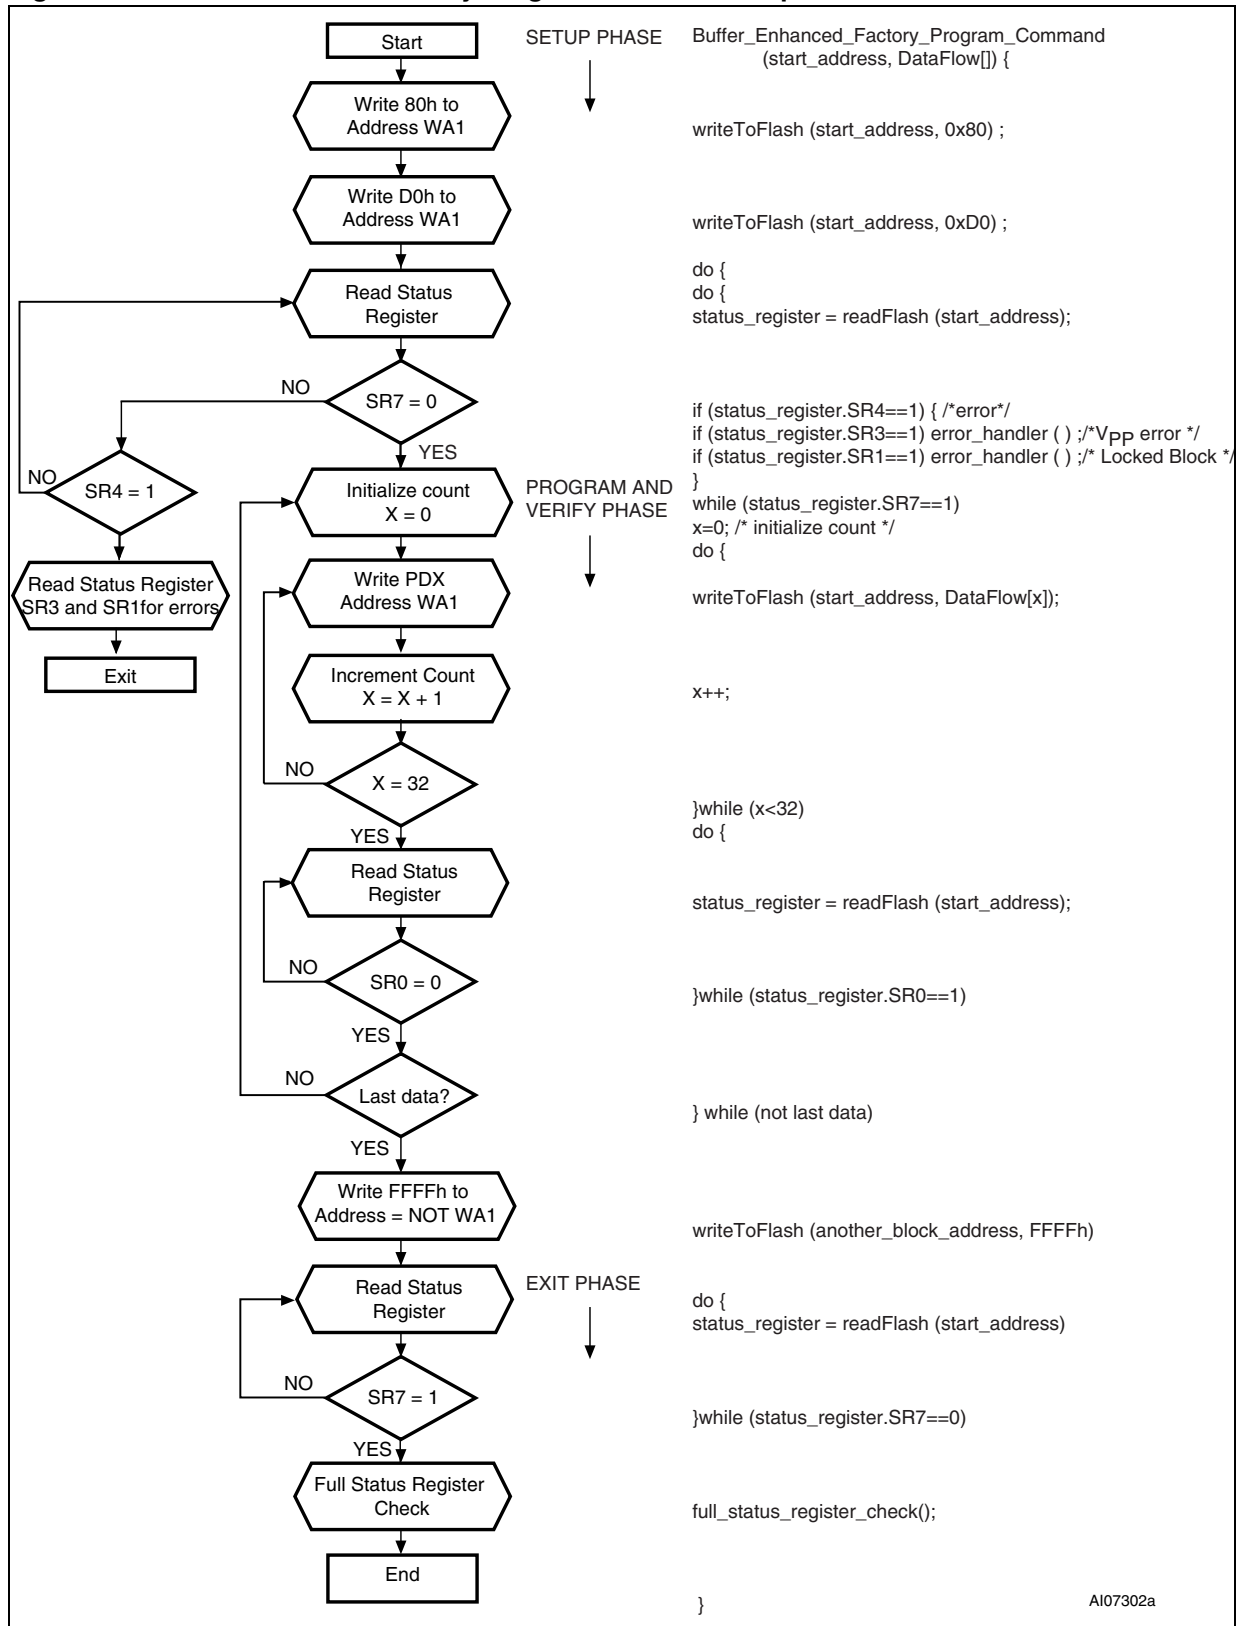 Start
SETUP PHASE
Buffer_Enhanced_Factory_Program_Command
(start_address, DataFlow[]) {
Write 80h to
Address WA1
writeToFlash (start_address, 0x80) ;
Write D0h to
Address WA1
writeToFlash (start_address, 0xD0) ;
do {
do {
Read Status
Register
status_register = readFlash (start_address);
NO
SR7 = 0
YES
if (status_register.SR4==1) { /*error*/
if (status_register.SR3==1) error_handler ( ) ;/*VPP error */
if (status_register.SR1==1) error_handler ( ) ;/* Locked Block */
}
while (status_register.SR7==1)
x=0; /* initialize count */
do {
NO
SR4 = 1
Initialize count
X = 0
PROGRAM AND
VERIFY PHASE
Read Status Register
SR3 and SR1for errors
Write PDX
Address WA1
writeToFlash (start_address, DataFlow[x]);
Exit
Increment Count
X = X + 1
x++;
NO
X = 32
YES
}while (x<32)
do {
Read Status
Register
status_register = readFlash (start_address);
NO
SR0 = 0
YES
}while (status_register.SR0==1)
NO
Last data?
YES
} while (not last data)
Write FFFFh to
Address = NOT WA1
writeToFlash (another_block_address, FFFFh)
Read Status
Register
EXIT PHASE
do {
status_register = readFlash (start_address)
NO
SR7 = 1
YES
}while (status_register.SR7==0)
Full Status Register
Check
full_status_register_check();
End
}
AI07302a